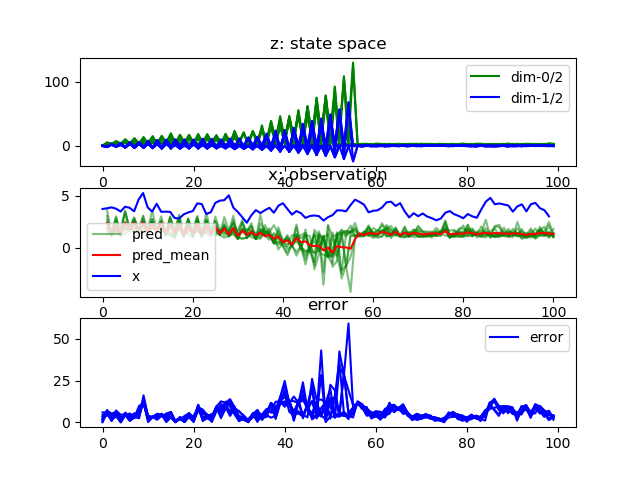 z: state space
100
0
dim-0/2
dim-1/2
0 20 40 60 80 100
x: observation
5
0
pred
pred_mean
x
0 20 40 60 80 100
error
50
25
0
error
0 20 40 60 80 100